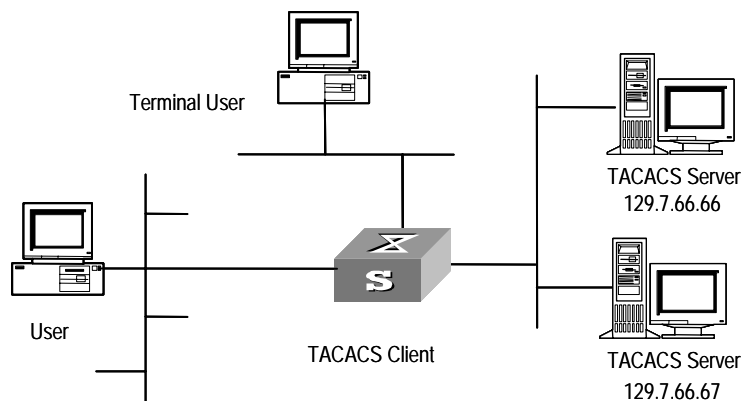 Terminal User
TACACS Server
129.7.66.66
S
User
TACACS Client
TACACS Server
129.7.66.67